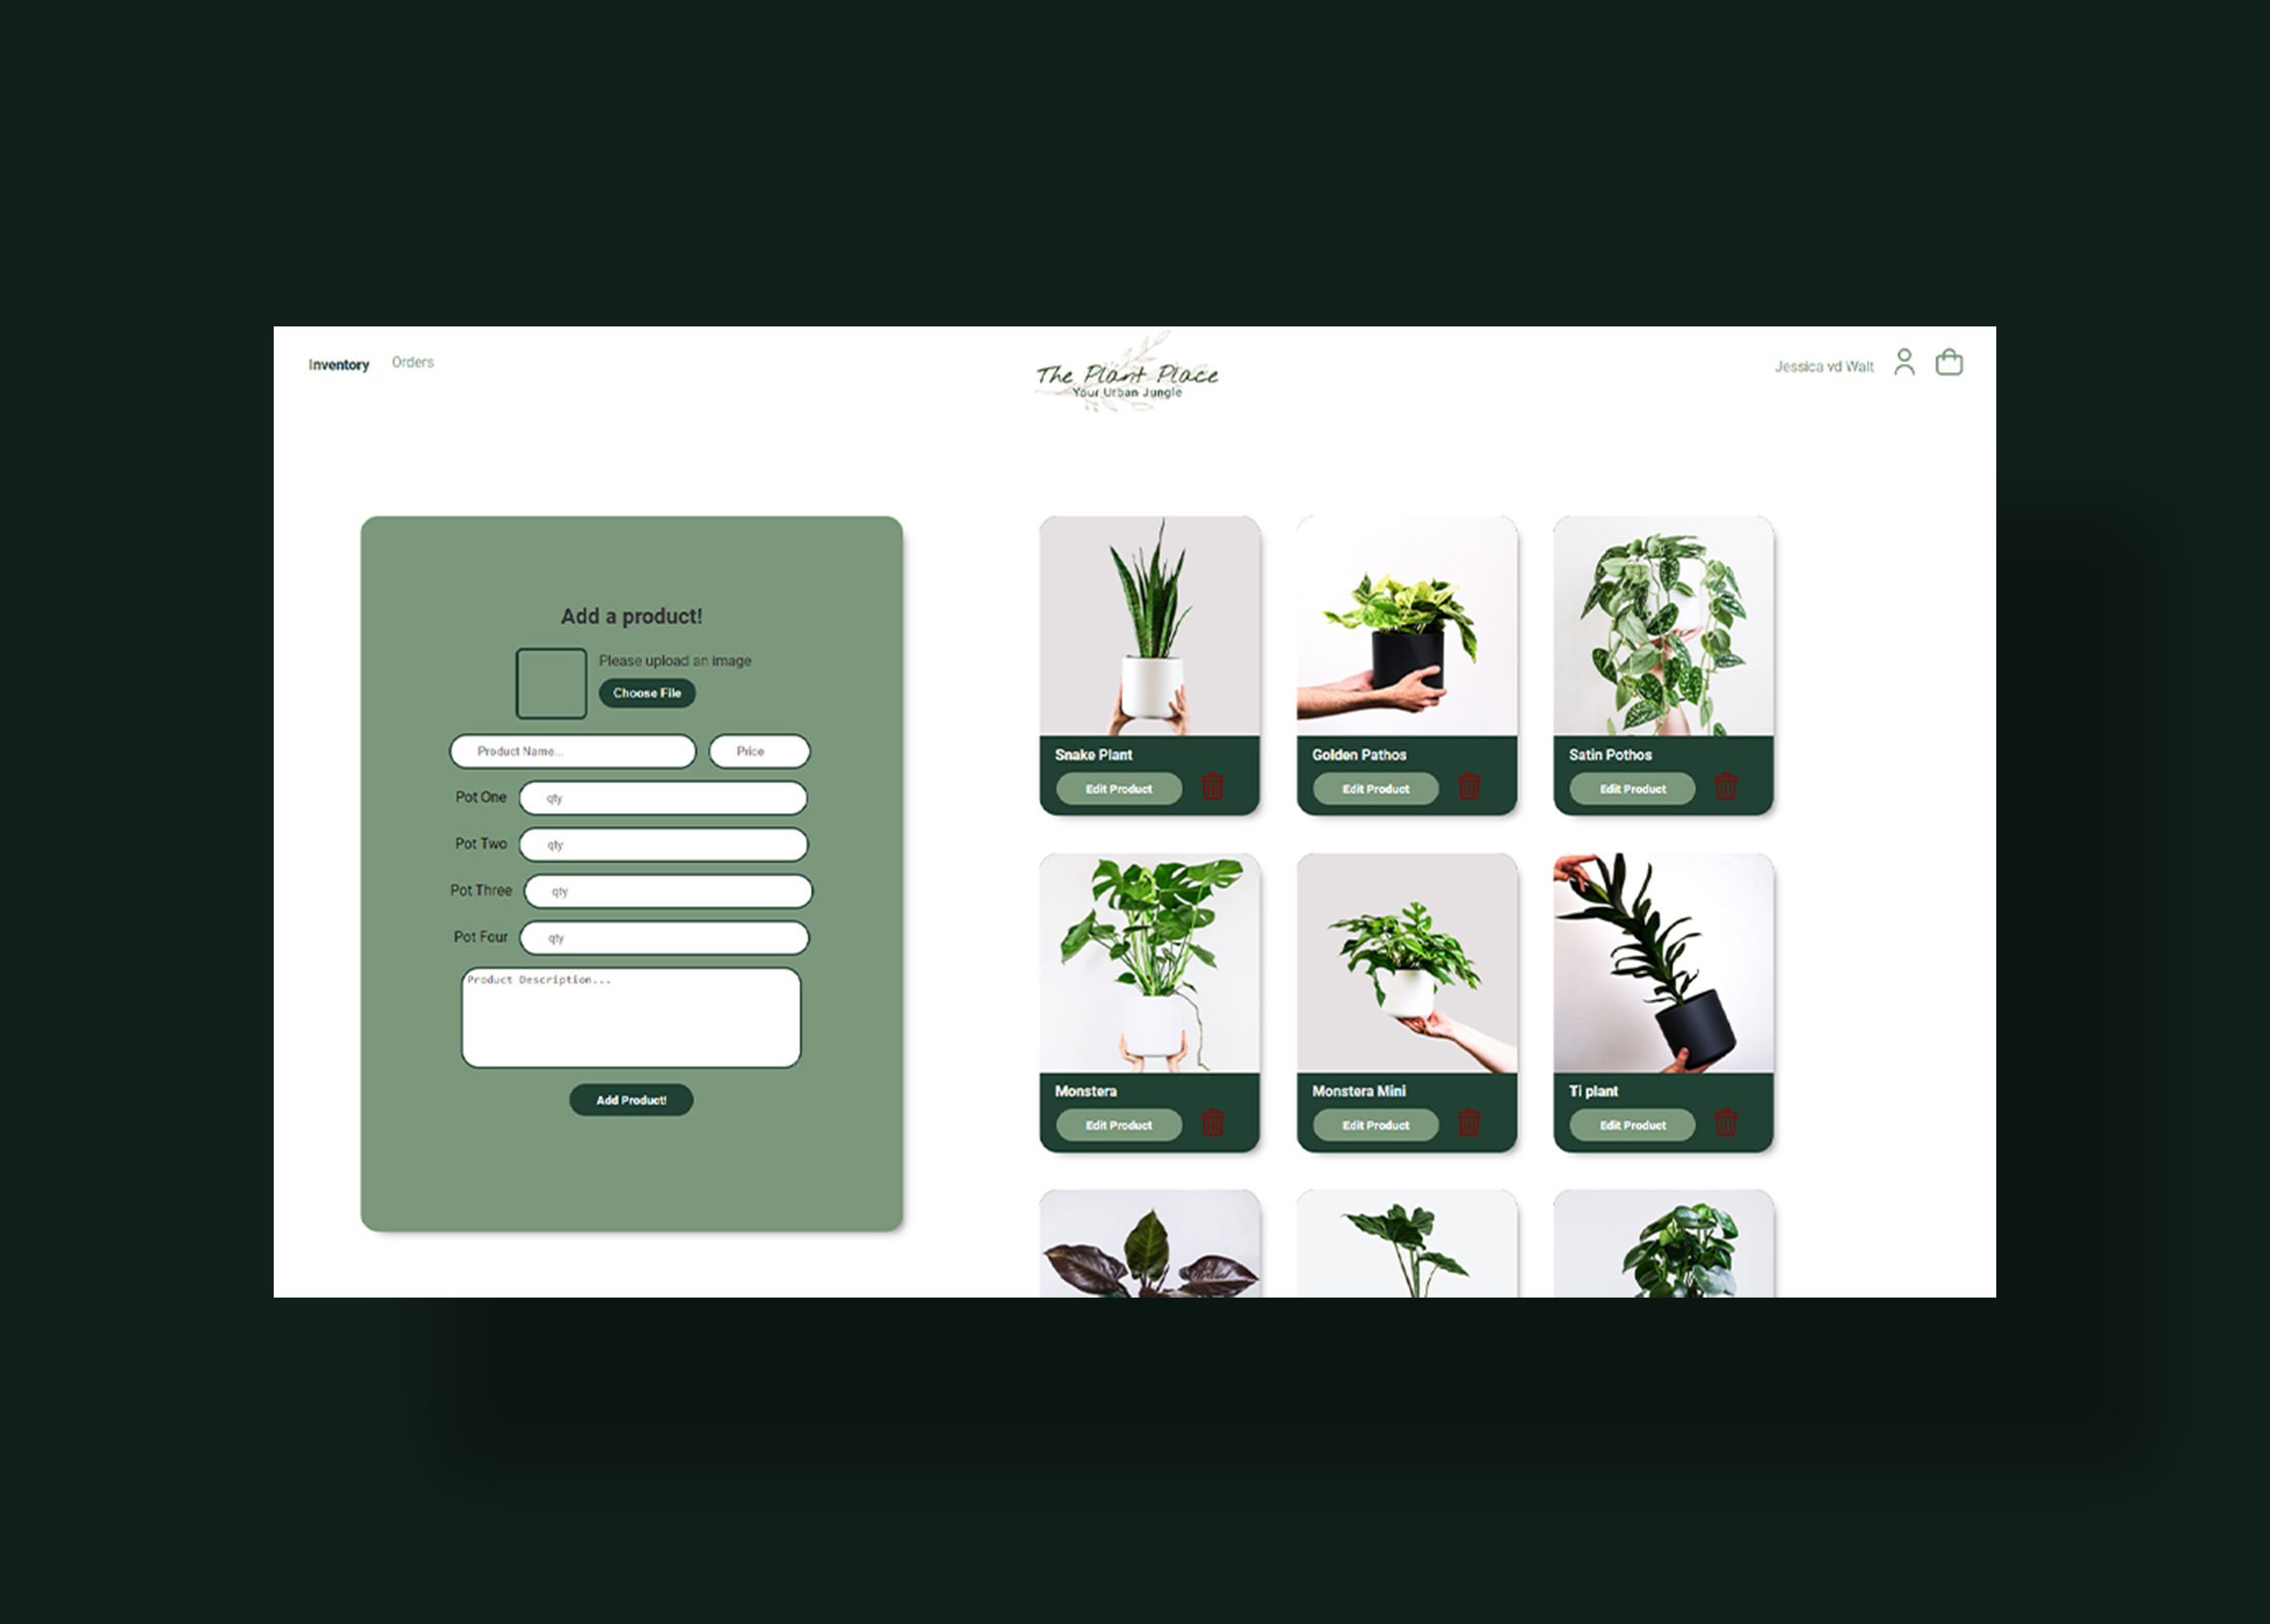 Inventory Orders
The Plant Place
Your Urban Jungle
Jessica vd Walt
Add a product!
Please upload an image
Choose File
Product Name... Price
Pot One qty
Pot Two qty
Pot Three qty
Pot Four qty
Product Description...
Add Product!
Snake Plant
Edit Product
Golden Pathos
Edit Product
Satin Pothos
Edit Product
Monstera
Edit Product
Monstera Mini
Edit Product
Ti plant
Edit Product